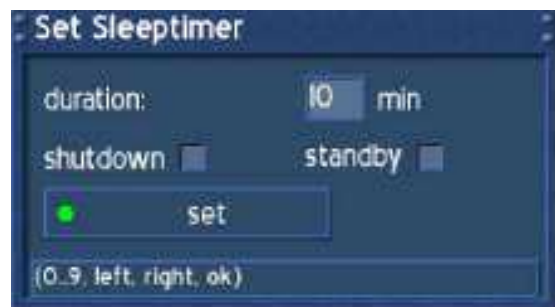 Set Sleeptimer
duration: 10 min
shutdown standby
set
(0..9, left, right, ok)